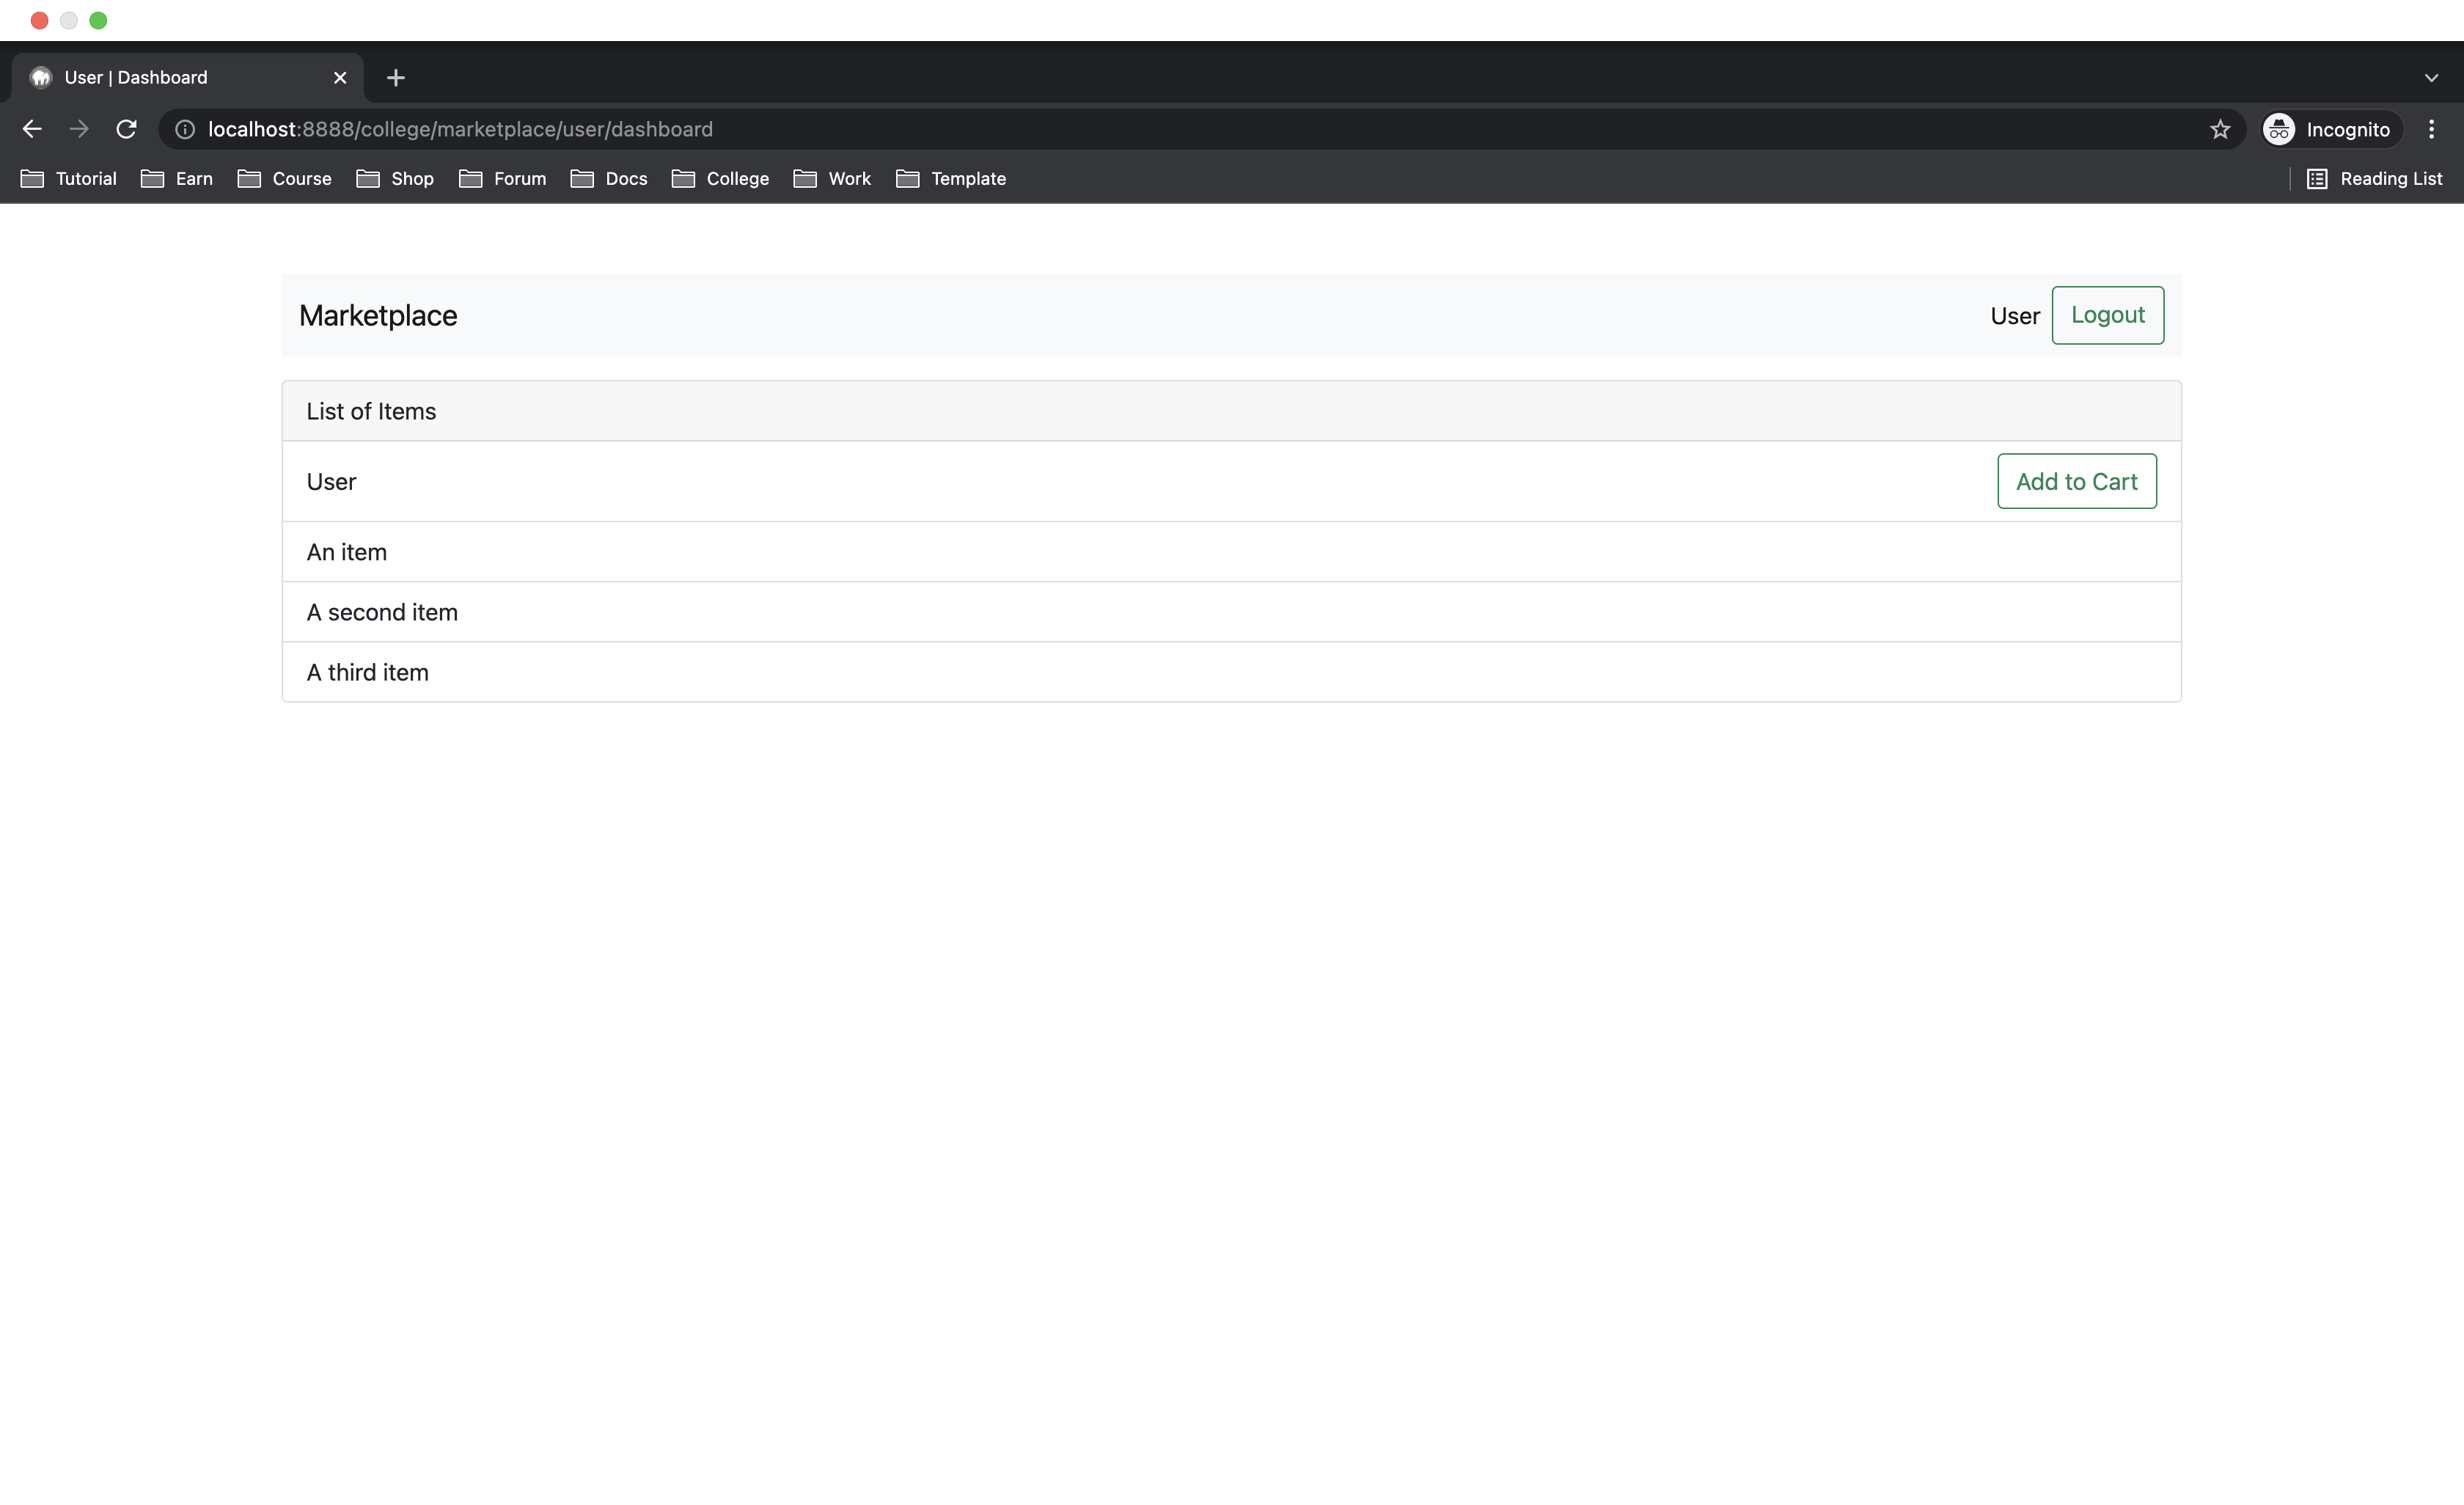 User | Dashboard
localhost:8888/college/marketplace/user/dashboard Incognito
Tutorial Earn Course Shop Forum Docs College Work Template Reading List
Marketplace User Logout
List of Items
User Add to Cart
An item
A second item
A third item